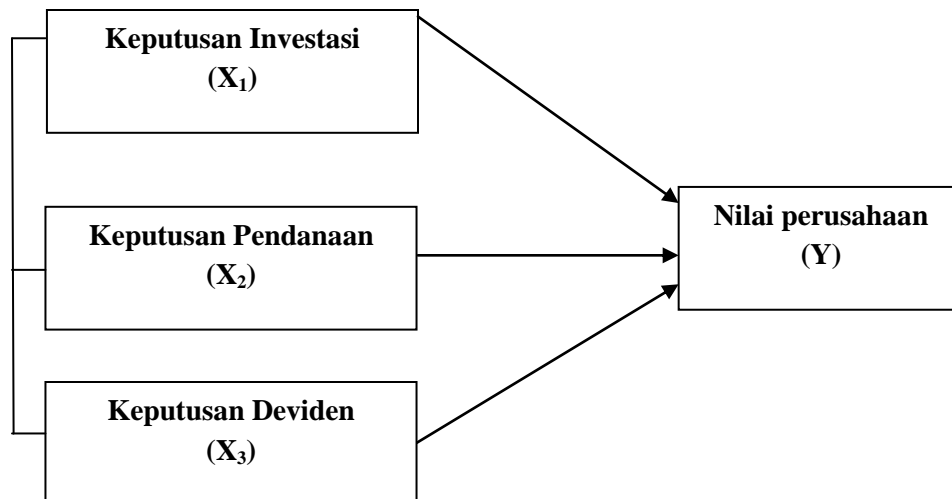 Keputusan Investasi
(X₁)
Keputusan Pendanaan
(X₂)
Keputusan Deviden
(X₃)
Nilai perusahaan
(Y)